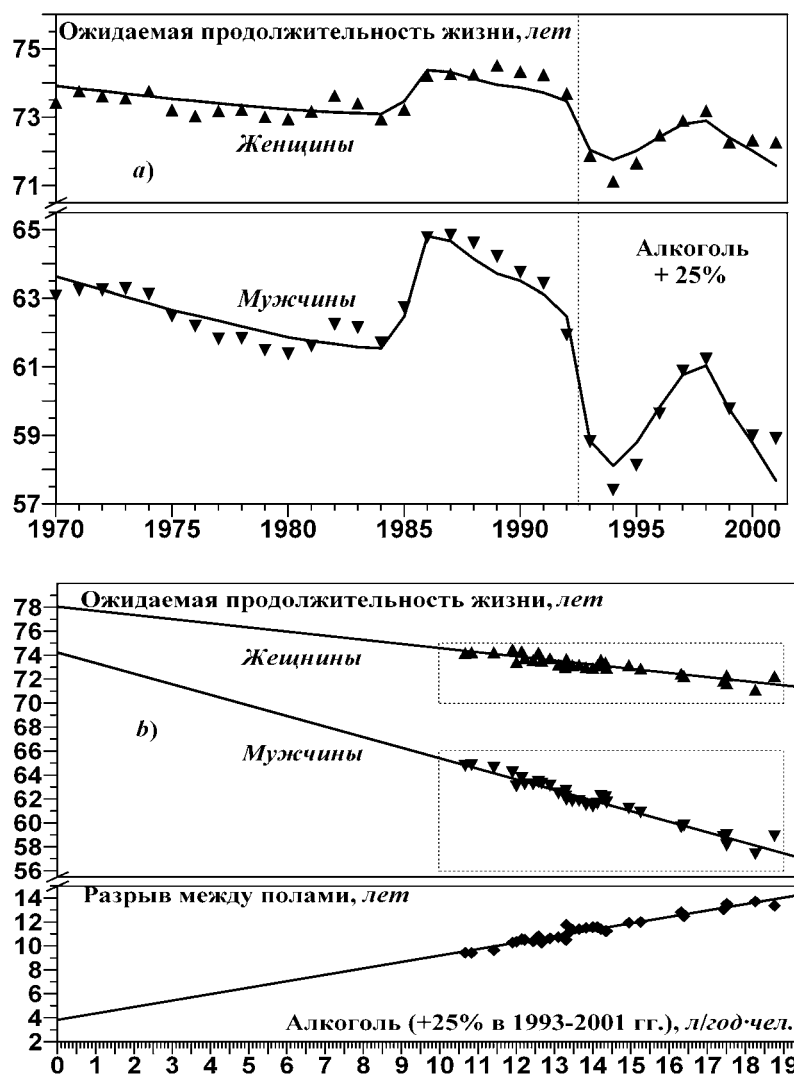 Ожидаемая продолжительность жизни, лет
75
73
71
Женщины
a)
65
63
61
59
57
Мужчины
Алкоголь
+ 25%
1970 1975 1980 1985 1990 1995 2000
Ожидаемая продолжительность жизни, лет
78
76
74
72
70
68
66
64
62
60
58
56
Жещнины
b)
Мужчины
Разрыв между полами, лет
14
12
10
8
6
4
2
Алкоголь (+25% в 1993-2001 гг.), л/год·чел.
0 1 2 3 4 5 6 7 8 9 10 11 12 13 14 15 16 17 18 19